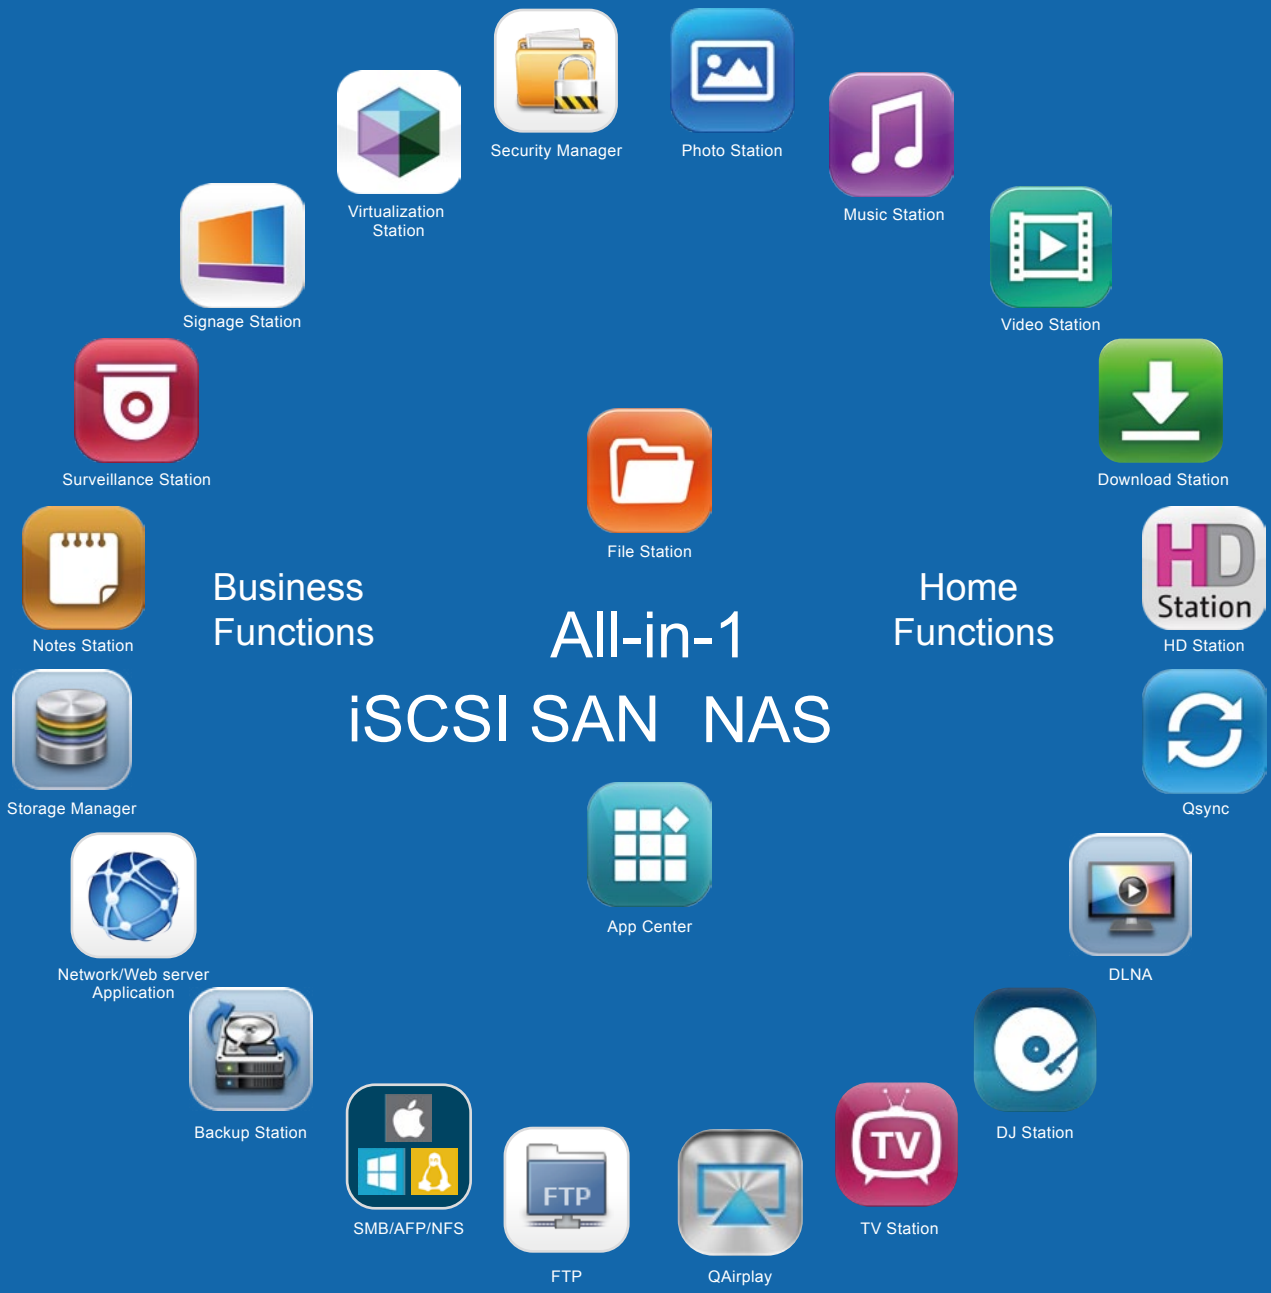 Security Manager
Photo Station
Virtualization
Station
Music Station
Signage Station
Video Station
Surveillance Station
Download Station
File Station
Business
Functions
All-in-1
Home
Functions
HD
Station
Notes Station
HD Station
iSCSI SAN NAS
Storage Manager
Qsync
App Center
Network/Web server
Application
DLNA
Backup Station
DJ Station
TV
SMB/AFP/NFS
FTP
TV Station
FTP
QAirplay